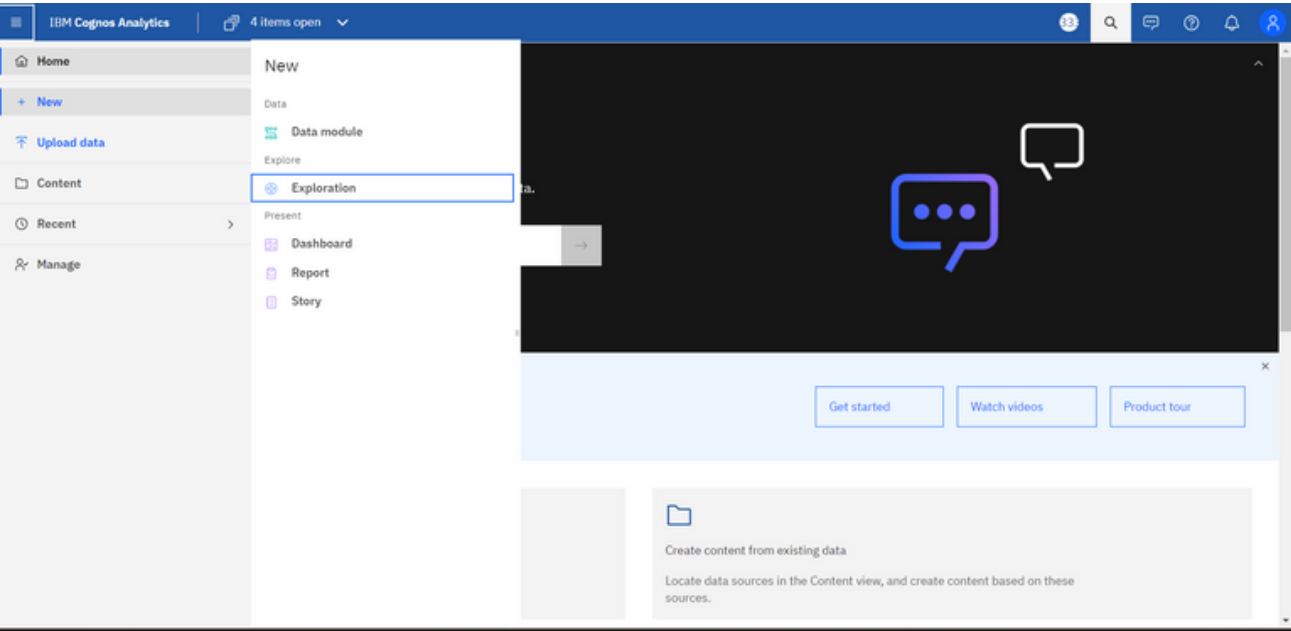 IBM Cognos Analytics
4 items open
Home
New
Upload data
Content
Recent
Manage
New
Data
Data module
Explore
Exploration
Present
Dashboard
Report
Story
ta.
Get started
Watch videos
Product tour
Create content from existing data
Locate data sources in the Content view, and create content based on these
sources.